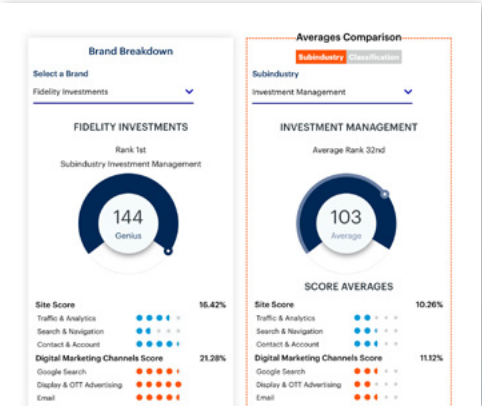 Brand Breakdown
Select a Brand
Fidelity Investments
FIDELITY INVESTMENTS
Rank 1st
Subindustry Investment Management
144
Genius
Site Score 16.42%
Traffic & Analytics
Search & Navigation
Contact & Account
Digital Marketing Channels Score 21.28%
Google Search
Display & OTT Advertising
Email
Averages Comparison
Subindustry Classification
Subindustry
Investment Management
INVESTMENT MANAGEMENT
Average Rank 32nd
103
Average
SCORE AVERAGES
Site Score 10.26%
Traffic & Analytics
Search & Navigation
Contact & Account
Digital Marketing Channels Score 11.12%
Google Search
Display & OTT Advertising
Email